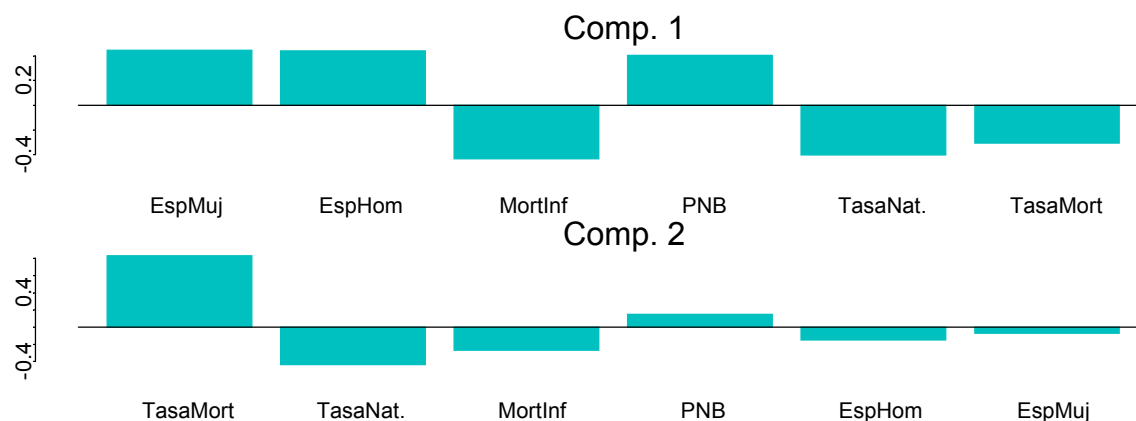 Comp. 1
0.2
-0.4
EspMuj EspHom MortInf PNB TasaNat. TasaMort
Comp. 2
0.4
-0.4
TasaMort TasaNat. MortInf PNB EspHom EspMuj